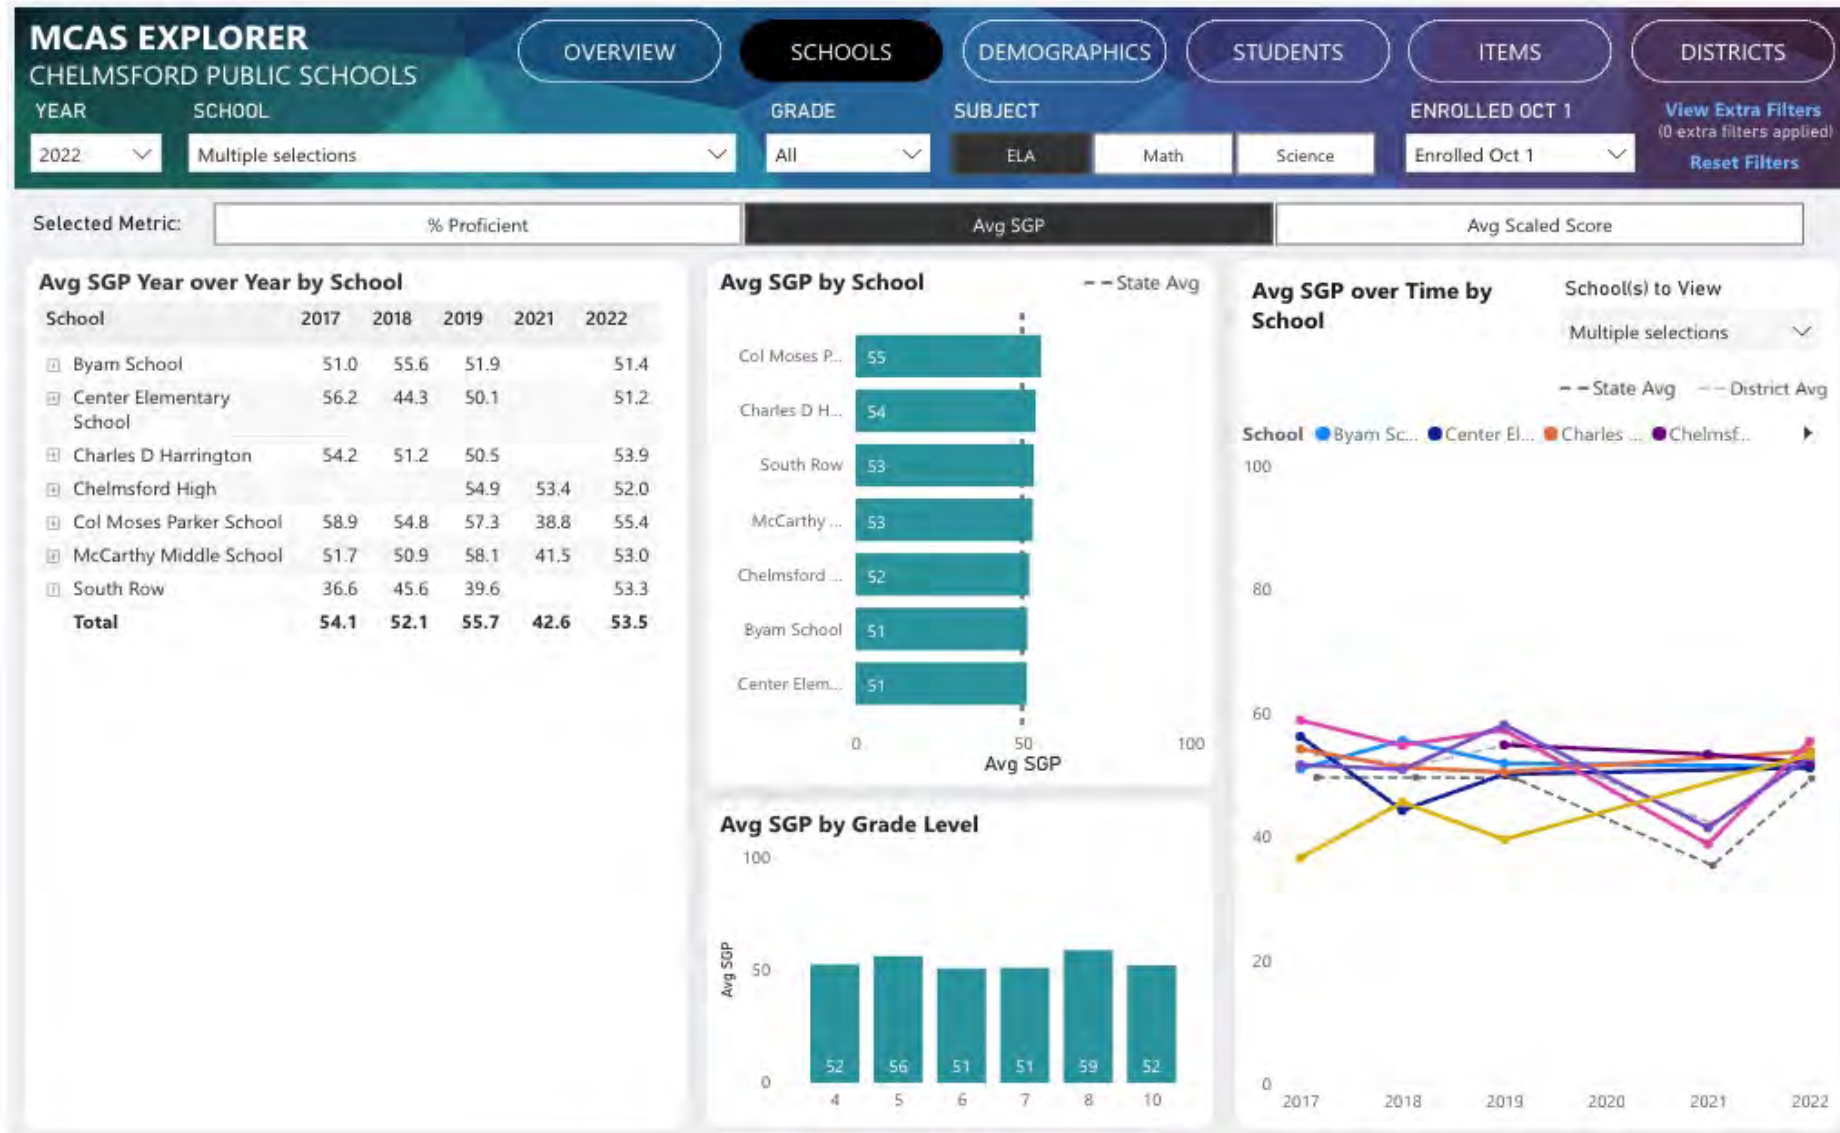 MCAS EXPLORER
CHELMSFORD PUBLIC SCHOOLS
OVERVIEW SCHOOLS DEMOGRAPHICS STUDENTS ITEMS DISTRICTS
YEAR SCHOOL GRADE SUBJECT ENROLLED OCT 1 View Extra Filters
(0 extra filters applied)
2022 Multiple selections All ELA Math Science Enrolled Oct 1 Reset Filters
Selected Metric: % Proficient Avg SGP Avg Scaled Score
Avg SGP Year over Year by School
School 2017 2018 2019 2021 2022
Byam School 51.0 55.6 51.9 51.4
Center Elementary 56.2 44.3 50.1 51.2
School
Charles D Harrington 54.2 51.2 50.5 53.9
Chelmsford High 54.9 53.4 52.0
Col Moses Parker School 58.9 54.8 57.3 38.8 55.4
McCarthy Middle School 51.7 50.9 58.1 41.5 53.0
South Row 36.6 45.6 39.6 53.3
Total 54.1 52.1 55.7 42.6 53.5
Avg SGP by School State Avg
Col Moses P... 55
Charles D H... 54
South Row 53
McCarthy ... 53
Chelmsford ... 52
Byam School 51
Center Elem... 51
0 50 100
Avg SGP
Avg SGP by Grade Level
100
50
0
Avg SGP
52 56 51 51 59 52
4 5 6 7 8 10
Avg SGP over Time by
School
School(s) to View
Multiple selections
State Avg District Avg
School Byam Sc... Center El... Charles ... Chelmsf...
100
80
60
40
20
0
2017 2018 2019 2020 2021 2022